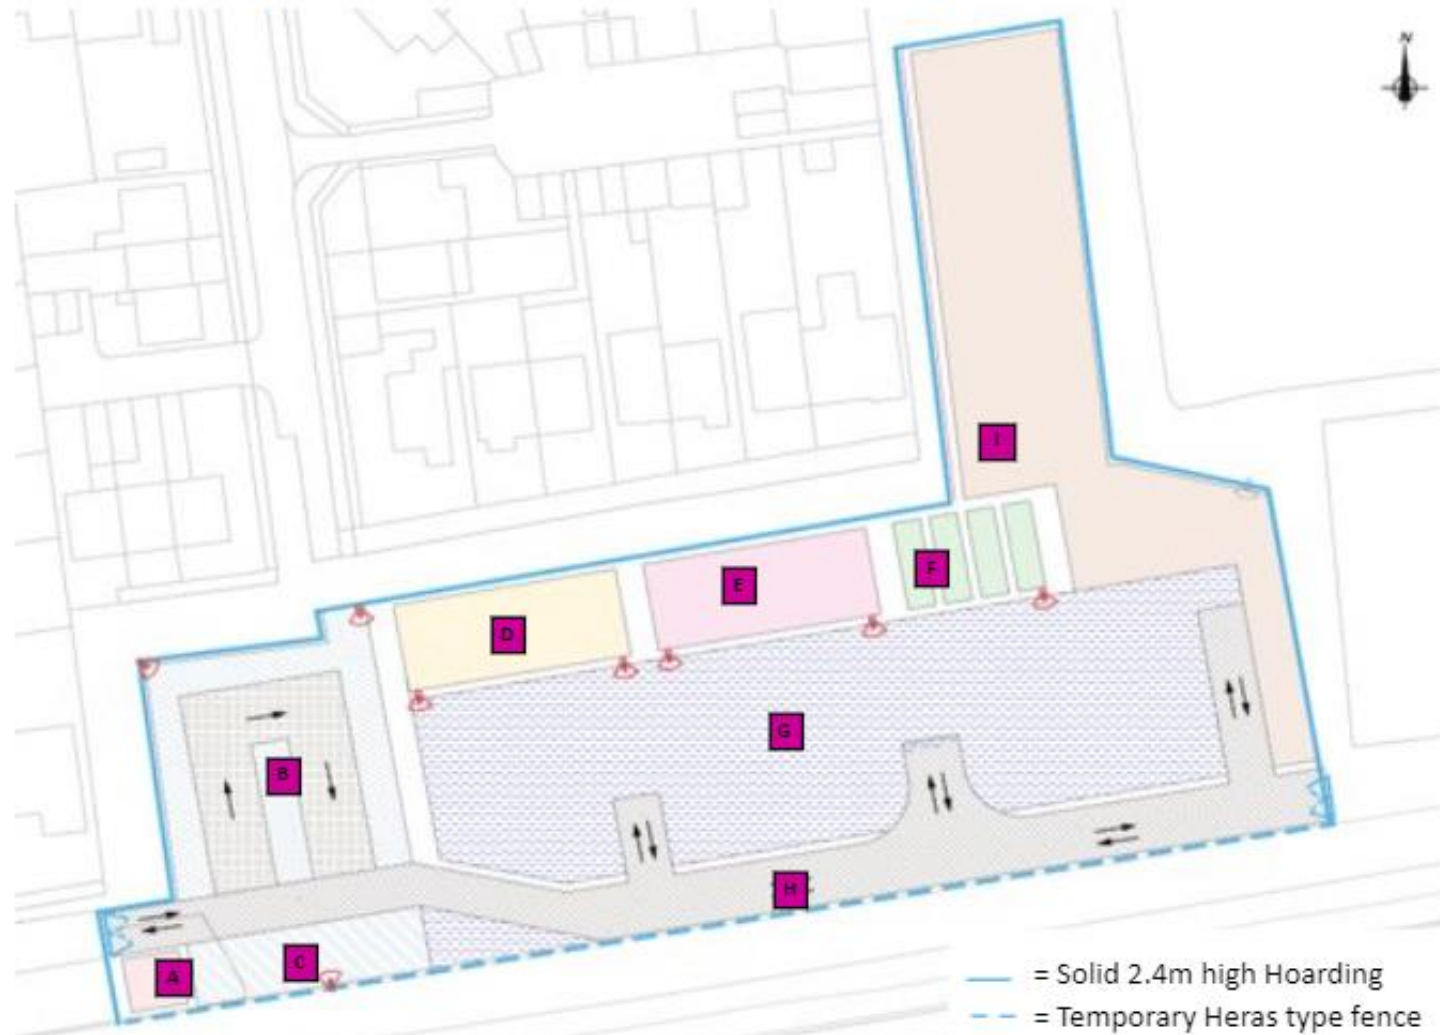 N
I
F
E
D
G
B
H
C
A
= Solid 2.4m high Hoarding
= Temporary Heras type fence